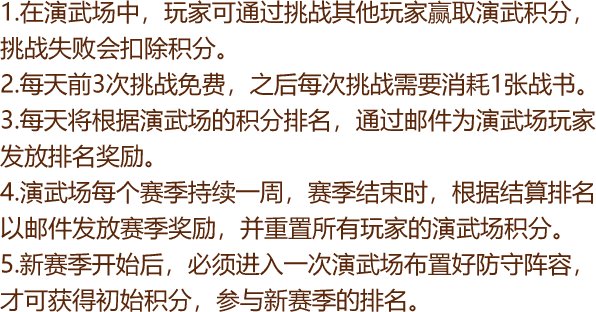 1.在演武场中，玩家可通过挑战其他玩家赢取演武积分，
挑战失败会扣除积分。
2.每天前3次挑战免费，之后每次挑战需要消耗1张战书。
3.每天将根据演武场的积分排名，通过邮件为演武场玩家
发放排名奖励。
4.演武场每个赛季持续一周，赛季结束时，根据结算排名
以邮件发放赛季奖励，并重置所有玩家的演武场积分。
5.新赛季开始后，必须进入一次演武场布置好防守阵容，
才可获得初始积分，参与新赛季的排名。